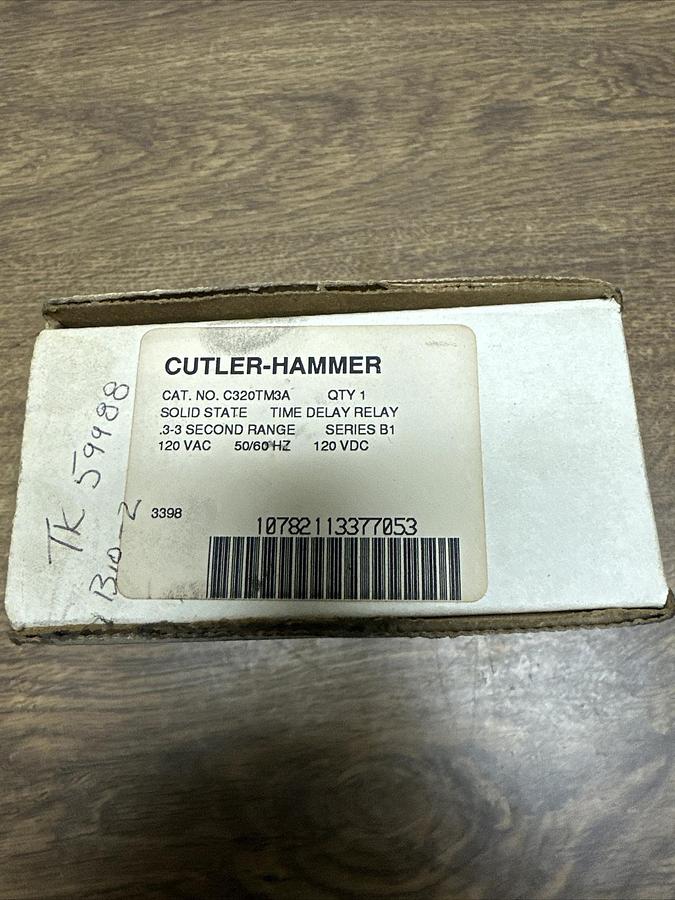 CUTLER-HAMMER
CAT. NO. C320TM3A QTY 1
SOLID STATE TIME DELAY RELAY
.3-3 SECOND RANGE SERIES B1
120 VAC 50/60 HZ 120 VDC
3398
10782113377053
TK 59988
B10-2